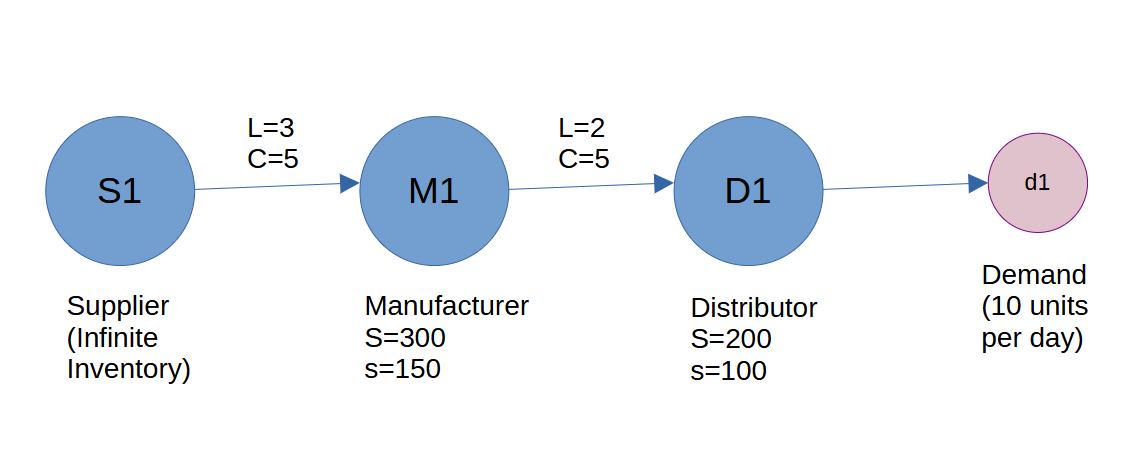 L=3
C=5
L=2
C=5
S1
M1
D1
d1
Supplier
(Infinite
Inventory)
Manufacturer
S=300
s=150
Distributor
S=200
s=100
Demand
(10 units
per day)